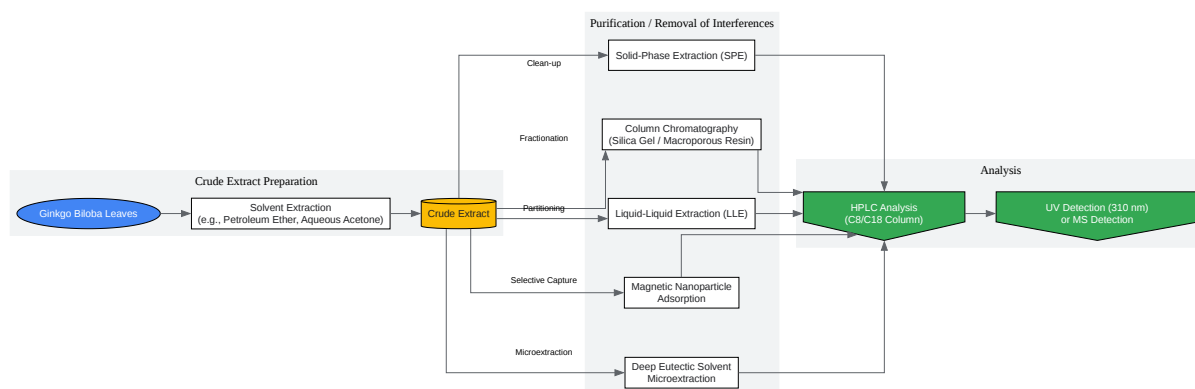 Purification / Removal of Interferences
Solid-Phase Extraction (SPE)
Clean-up
Column Chromatography
(Silica Gel / Macroporous Resin)
Fractionation
Crude Extract Preparation
Analysis
Ginkgo Biloba Leaves
Solvent Extraction
(e.g., Petroleum Ether, Aqueous Acetone)
Crude Extract
Partitioning
Liquid-Liquid Extraction (LLE)
HPLC Analysis
(C8/C18 Column)
UV Detection (310 nm)
or MS Detection
Selective Capture
Magnetic Nanoparticle
Adsorption
Microextraction
Deep Eutectic Solvent
Microextraction